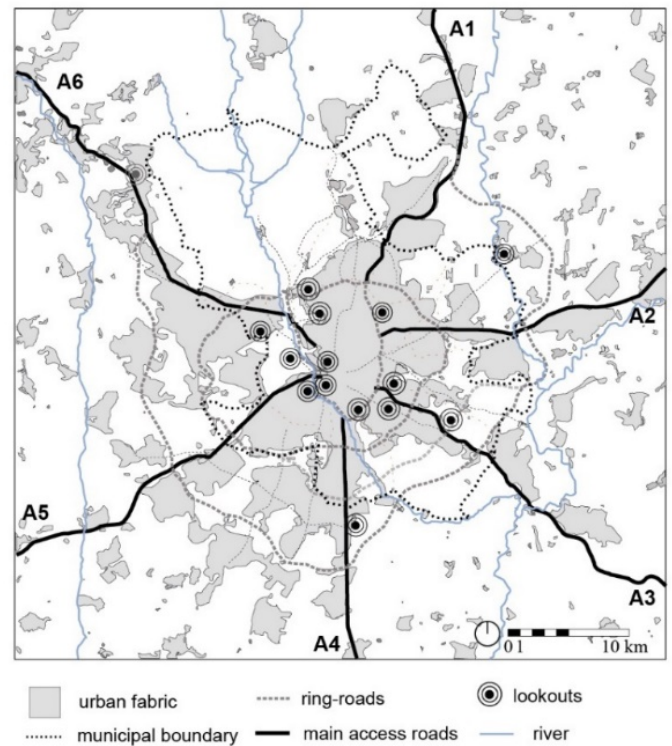 A1
A6
A2
A5
A3
A4
0 1 10 km
urban fabric
ring-roads
lookouts
municipal boundary
main access roads
river